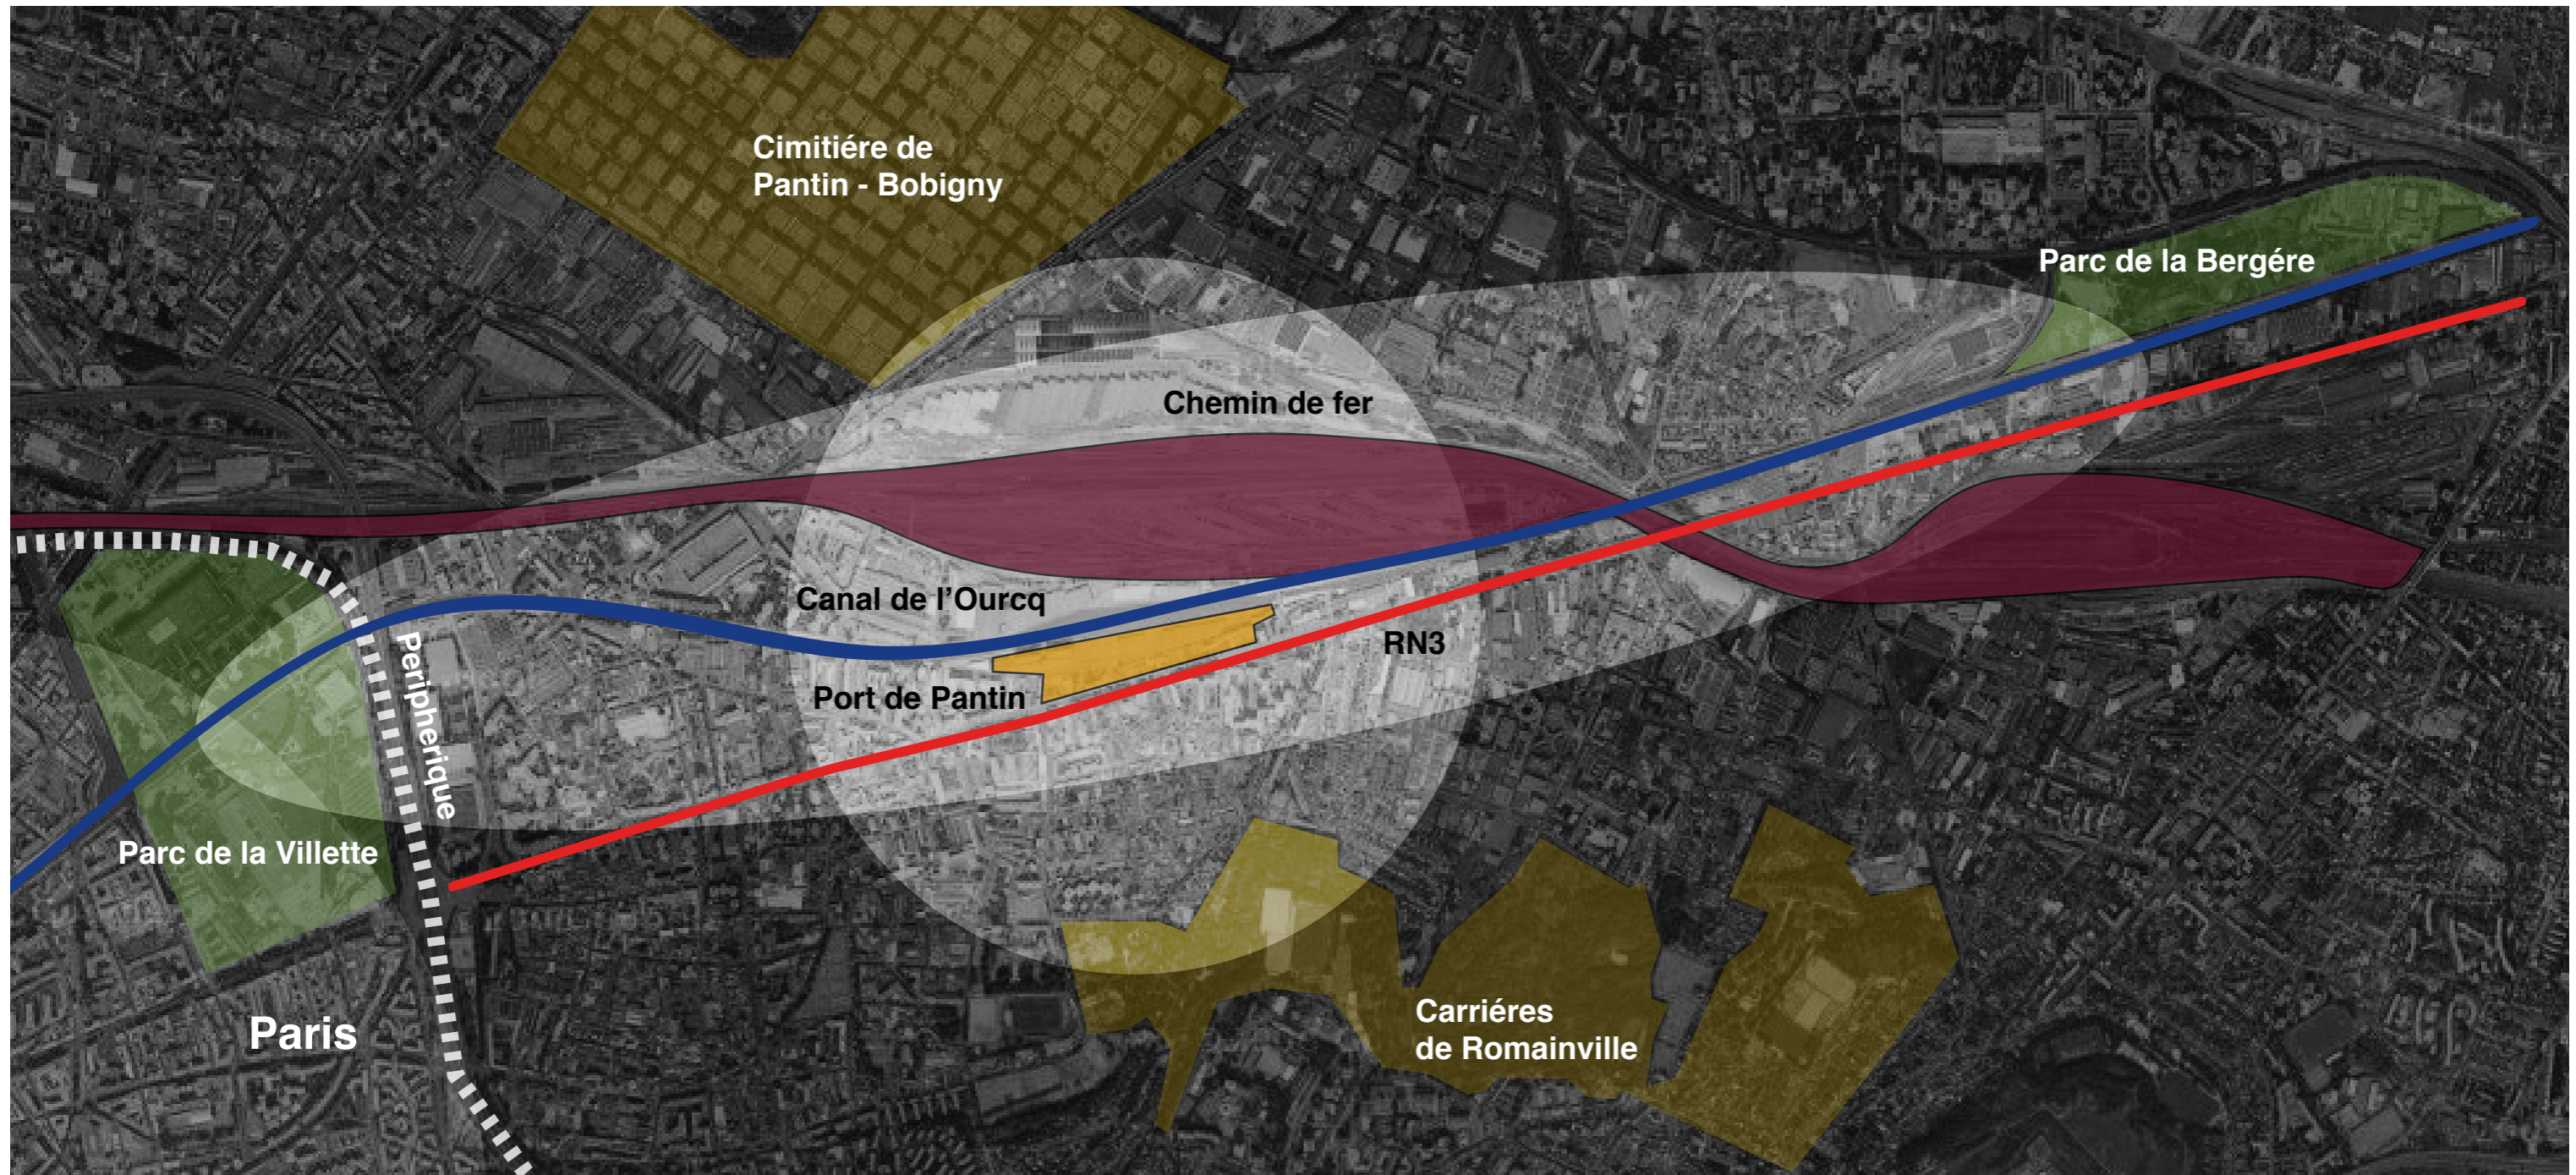 Cimitiére de
Pantin - Bobigny
Parc de la Bergére
Chemin de fer
Canal de l’Ourcq
RN3
Peripherique
Port de Pantin
Parc de la Villette
Carriéres
de Romainville
Paris